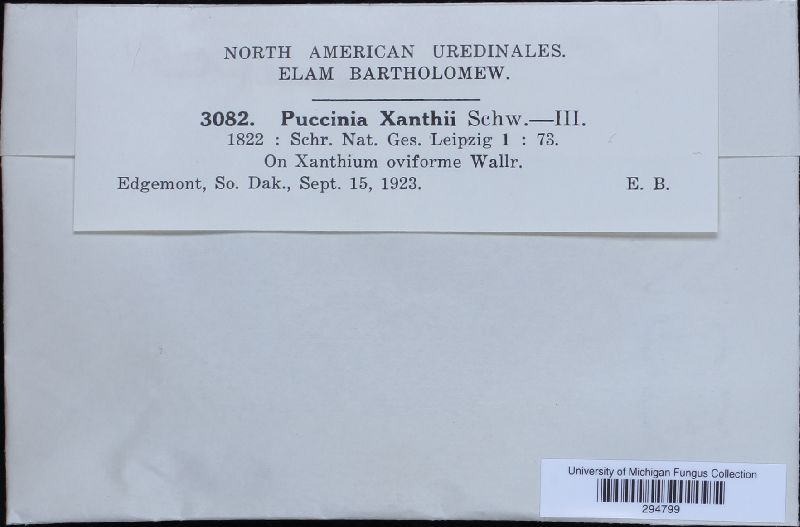 NORTH AMERICAN UREDINALES.
ELAM BARTHOLOMEW.
3082. Puccinia Xanthii Schw.—III.
1822 : Schr. Nat. Ges. Leipzig 1 : 73.
On Xanthium oviforme Wallr.
Edgemont, So. Dak., Sept. 15, 1923. E. B.
University of Michigan Fungus Collection
294799